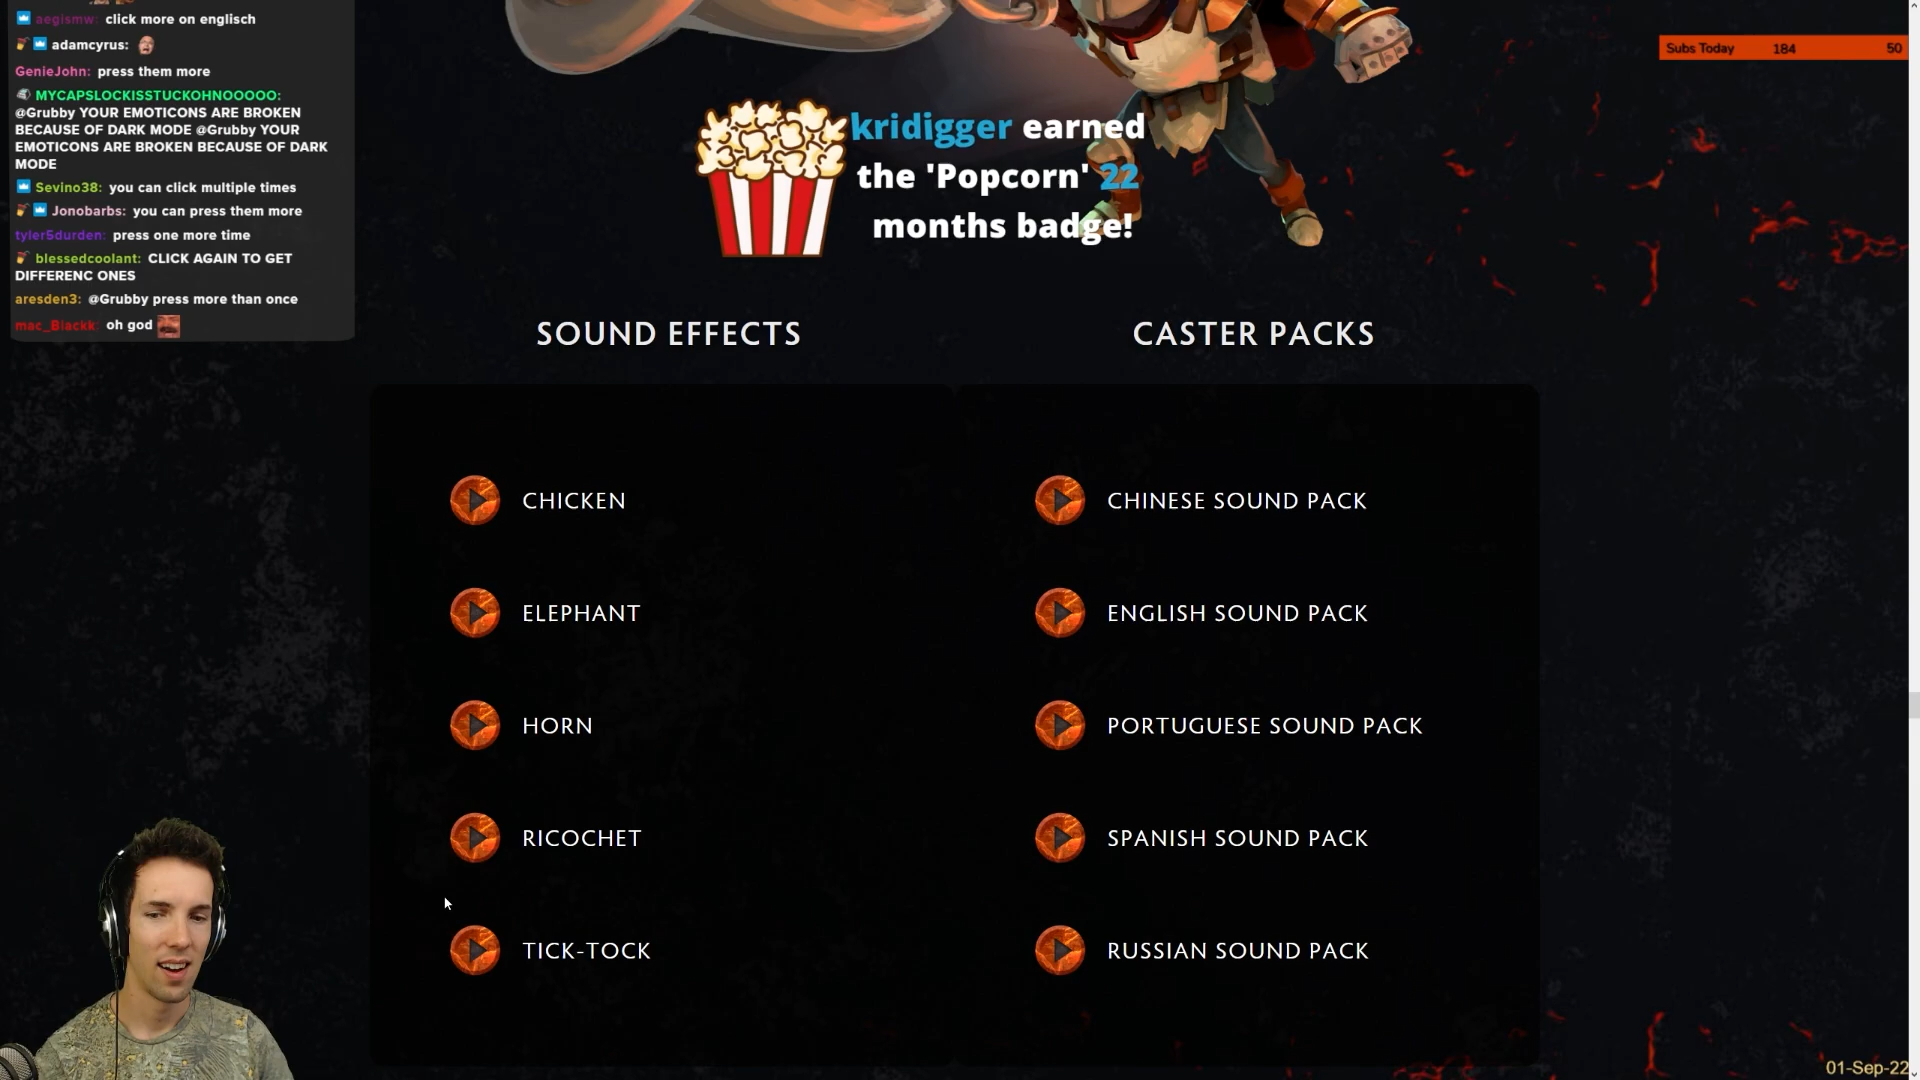 aegismw: click more on englisch
adamcyrus:
GenieJohn: press them more
MYCAPSLOCKISSTUCKOHNOOOOO:
@Grubby YOUR EMOTICONS ARE BROKEN
BECAUSE OF DARK MODE @Grubby YOUR
EMOTICONS ARE BROKEN BECAUSE OF DARK
MODE
Sevino38: you can click multiple times
Jonobarbs: you can press them more
tyler5durden: press one more time
blessedcoolant: CLICK AGAIN TO GET
DIFFERENC ONES
aresden3: @Grubby press more than once
mac_Blackk: oh god
Subs Today 184 50
kridigger earned
the 'Popcorn' 22
months badge!
SOUND EFFECTS
CHICKEN
ELEPHANT
HORN
RICOCHET
TICK-TOCK
CASTER PACKS
CHINESE SOUND PACK
ENGLISH SOUND PACK
PORTUGUESE SOUND PACK
SPANISH SOUND PACK
RUSSIAN SOUND PACK
01-Sep-22